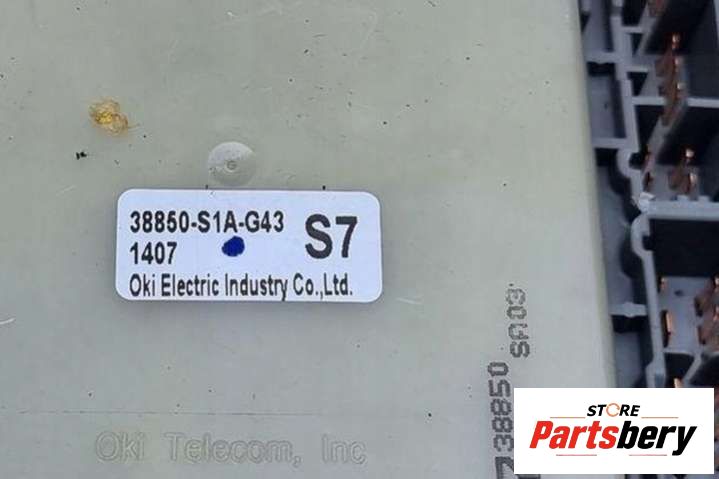 38850-S1A-G43
S7
1407
Oki Electric Industry Co.,Ltd.
38850
SA03
Oki Telecom, Inc
STORE
Partsbery